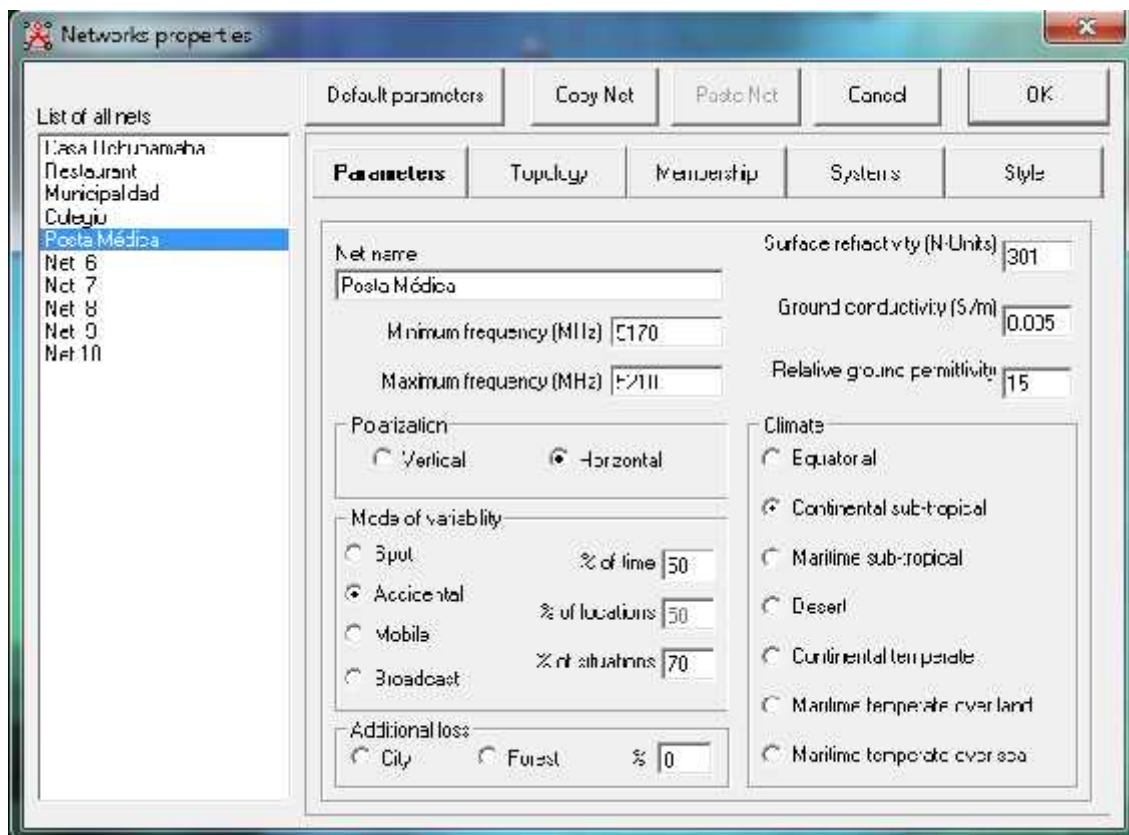 Networks properties
Default parameters
Copy Net
Paste Net
Cancel
OK
List of all nets
Casa
Restaurant
Municipalidad
Colegio
Posta Médica
Net 6
Net 7
Net 8
Net 9
Net 10
Parameters
Topology
Membership
Systems
Style
Net name
Posta Médica
Minimum frequency (MHz) 5170
Maximum frequency (MHz) 5210
Surface refractivity (N-Units) 301
Ground conductivity (S/m) 0.005
Relative ground permittivity 15
Polarization
Vertical
Horizontal
Mode of variability
Spot
Accidental
Mobile
Broadcast
% of time 50
% of locations 50
% of situations 70
Additional loss
City
Forest
% 0
Climate
Equatorial
Continental sub-tropical
Maritime sub-tropical
Desert
Continental temperate
Maritime temperate over land
Maritime temperate over sea